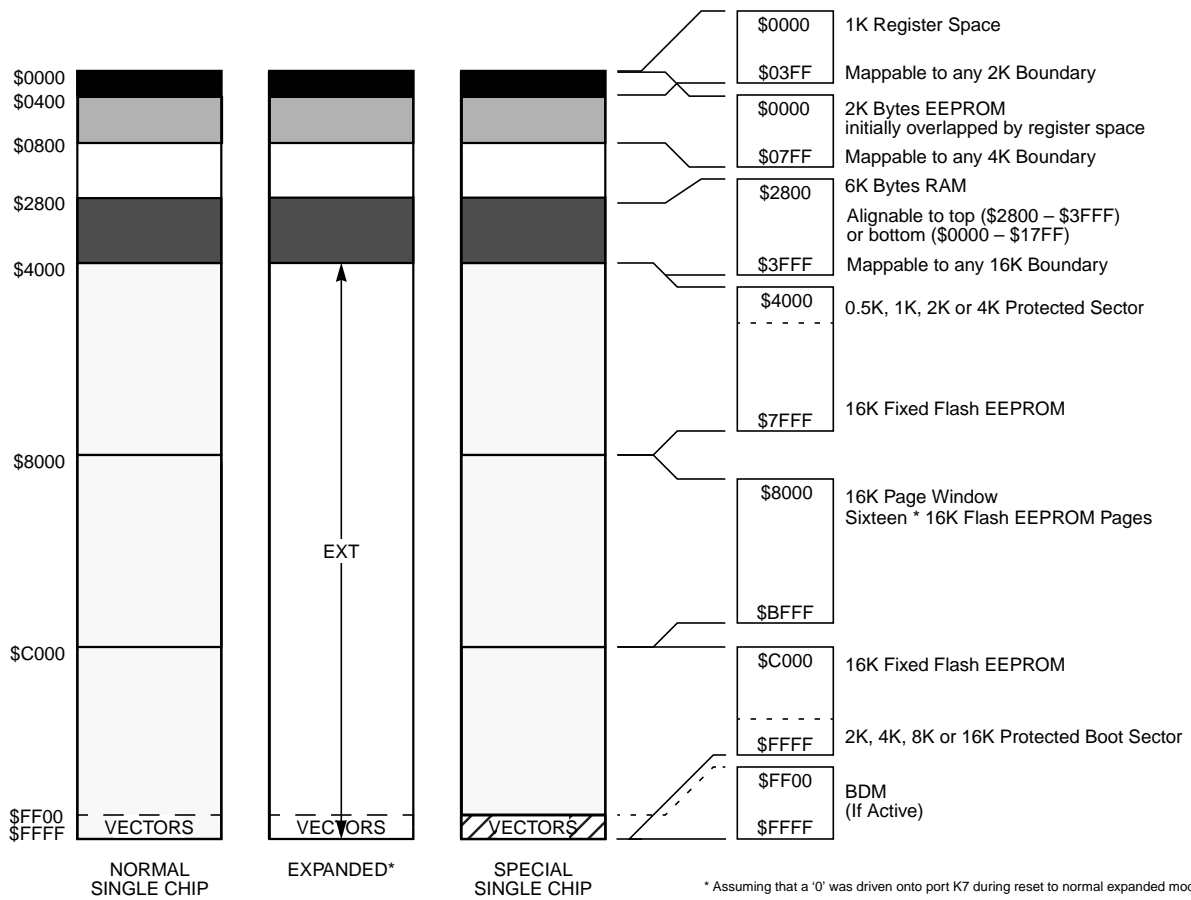 $0000
$0400
$0800
$2800
$4000
$8000
$C000
$FF00
$FFFF
EXT
VECTORS
VECTORS
VECTORS
NORMAL
SINGLE CHIP
EXPANDED*
SPECIAL
SINGLE CHIP
$0000
1K Register Space
$03FF
Mappable to any 2K Boundary
$0000
2K Bytes EEPROM
initially overlapped by register space
$07FF
Mappable to any 4K Boundary
$2800
6K Bytes RAM
Alignable to top ($2800 – $3FFF)
or bottom ($0000 – $17FF)
$3FFF
Mappable to any 16K Boundary
$4000
0.5K, 1K, 2K or 4K Protected Sector
16K Fixed Flash EEPROM
$7FFF
$8000
16K Page Window
Sixteen * 16K Flash EEPROM Pages
$BFFF
$C000
16K Fixed Flash EEPROM
2K, 4K, 8K or 16K Protected Boot Sector
$FFFF
$FF00
BDM
(If Active)
$FFFF
* Assuming that a ‘0’ was driven onto port K7 during reset to normal expanded